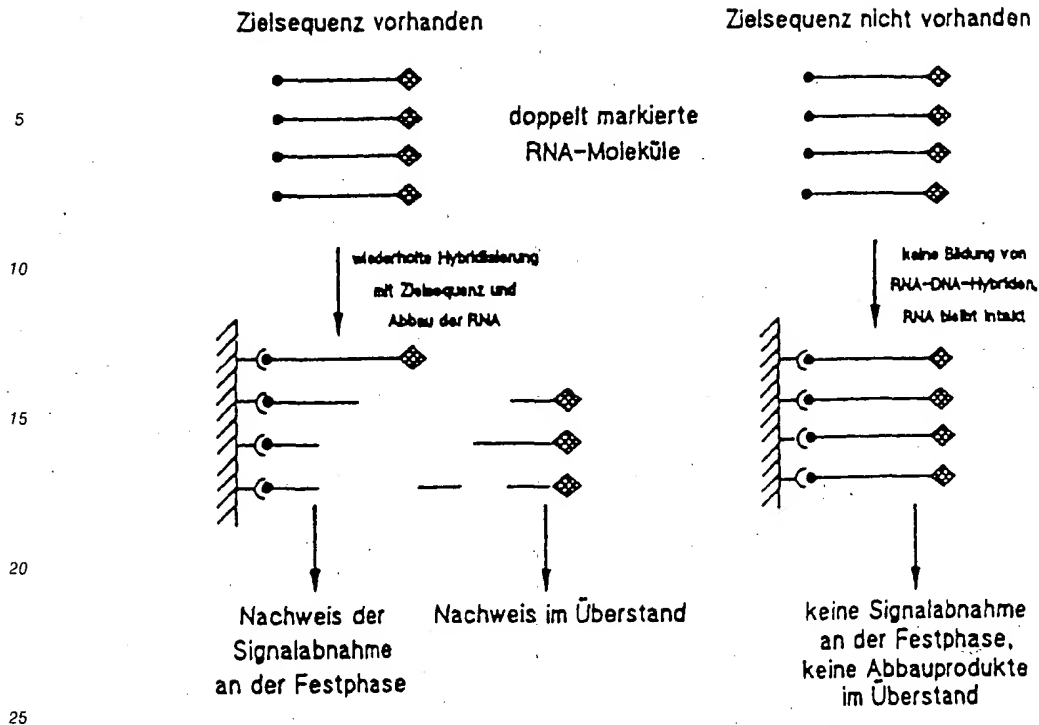 Zielsequenz vorhanden
Zielsequenz nicht vorhanden
5
doppelt markierte
RNA-Moleküle
10
wiederholte Hybridisierung
mit Zielsequenz und
Abbau der RNA
keine Bildung von
RNA-DNA-Hybriden,
RNA bleibt intakt
15
20
Nachweis der
Signalabnahme
an der Festphase
Nachweis im Überstand
keine Signalabnahme
an der Festphase,
keine Abbauprodukte
im Überstand
25